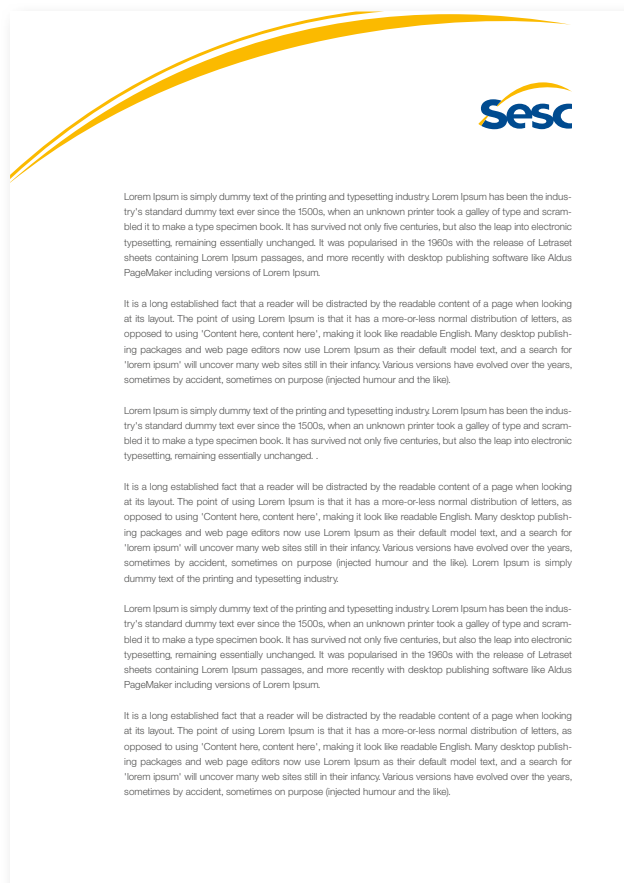 Sesc
Lorem Ipsum is simply dummy text of the printing and typesetting industry. Lorem Ipsum has been the indus-
try's standard dummy text ever since the 1500s, when an unknown printer took a galley of type and scram-
bled it to make a type specimen book. It has survived not only five centuries, but also the leap into electronic
typesetting, remaining essentially unchanged. It was popularised in the 1960s with the release of Letraset
sheets containing Lorem Ipsum passages, and more recently with desktop publishing software like Aldus
PageMaker including versions of Lorem Ipsum.
It is a long established fact that a reader will be distracted by the readable content of a page when looking
at its layout. The point of using Lorem Ipsum is that it has a more-or-less normal distribution of letters, as
opposed to using 'Content here, content here', making it look like readable English. Many desktop publish-
ing packages and web page editors now use Lorem Ipsum as their default model text, and a search for
'lorem ipsum' will uncover many web sites still in their infancy. Various versions have evolved over the years,
sometimes by accident, sometimes on purpose (injected humour and the like).
Lorem Ipsum is simply dummy text of the printing and typesetting industry. Lorem Ipsum has been the indus-
try's standard dummy text ever since the 1500s, when an unknown printer took a galley of type and scram-
bled it to make a type specimen book. It has survived not only five centuries, but also the leap into electronic
typesetting, remaining essentially unchanged. .
It is a long established fact that a reader will be distracted by the readable content of a page when looking
at its layout. The point of using Lorem Ipsum is that it has a more-or-less normal distribution of letters, as
opposed to using 'Content here, content here', making it look like readable English. Many desktop publish-
ing packages and web page editors now use Lorem Ipsum as their default model text, and a search for
'lorem ipsum' will uncover many web sites still in their infancy. Various versions have evolved over the years,
sometimes by accident, sometimes on purpose (injected humour and the like). Lorem Ipsum is simply
dummy text of the printing and typesetting industry.
Lorem Ipsum is simply dummy text of the printing and typesetting industry. Lorem Ipsum has been the indus-
try's standard dummy text ever since the 1500s, when an unknown printer took a galley of type and scram-
bled it to make a type specimen book. It has survived not only five centuries, but also the leap into electronic
typesetting, remaining essentially unchanged. It was popularised in the 1960s with the release of Letraset
sheets containing Lorem Ipsum passages, and more recently with desktop publishing software like Aldus
PageMaker including versions of Lorem Ipsum.
It is a long established fact that a reader will be distracted by the readable content of a page when looking
at its layout. The point of using Lorem Ipsum is that it has a more-or-less normal distribution of letters, as
opposed to using 'Content here, content here', making it look like readable English. Many desktop publish-
ing packages and web page editors now use Lorem Ipsum as their default model text, and a search for
'lorem ipsum' will uncover many web sites still in their infancy. Various versions have evolved over the years,
sometimes by accident, sometimes on purpose (injected humour and the like).